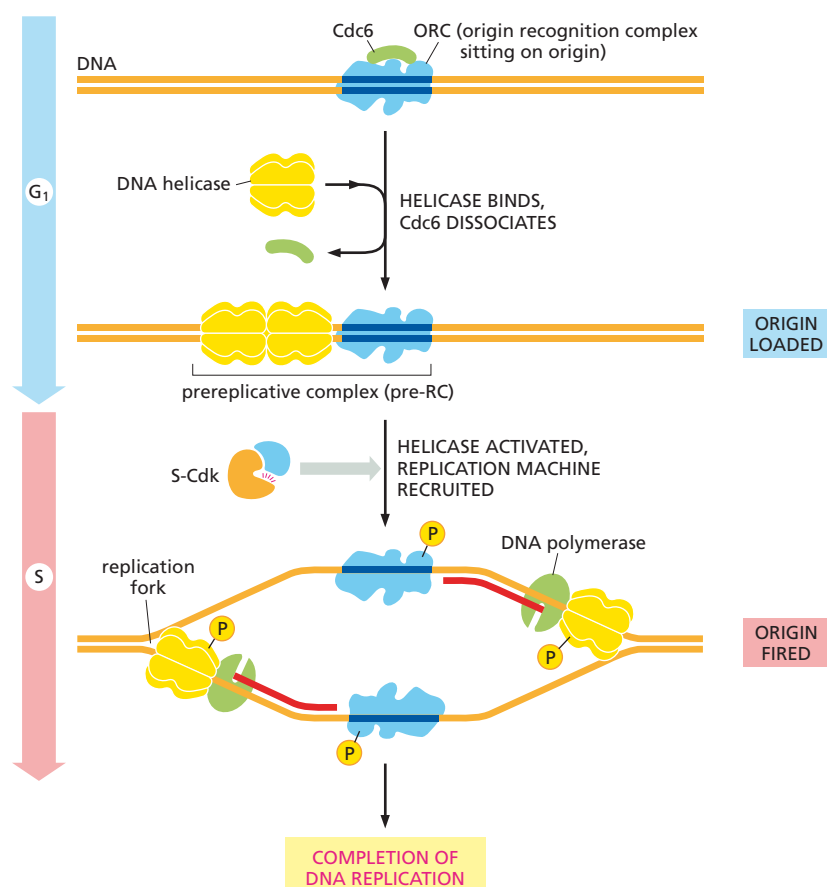 Cdc6
ORC (origin recognition complex
sitting on origin)
DNA
DNA helicase
G1
HELICASE BINDS,
Cdc6 DISSOCIATES
ORIGIN
LOADED
prereplicative complex (pre-RC)
S-Cdk
HELICASE ACTIVATED,
REPLICATION MACHINE
RECRUITED
P
DNA polymerase
replication
fork
S
P
P
ORIGIN
FIRED
P
COMPLETION OF
DNA REPLICATION